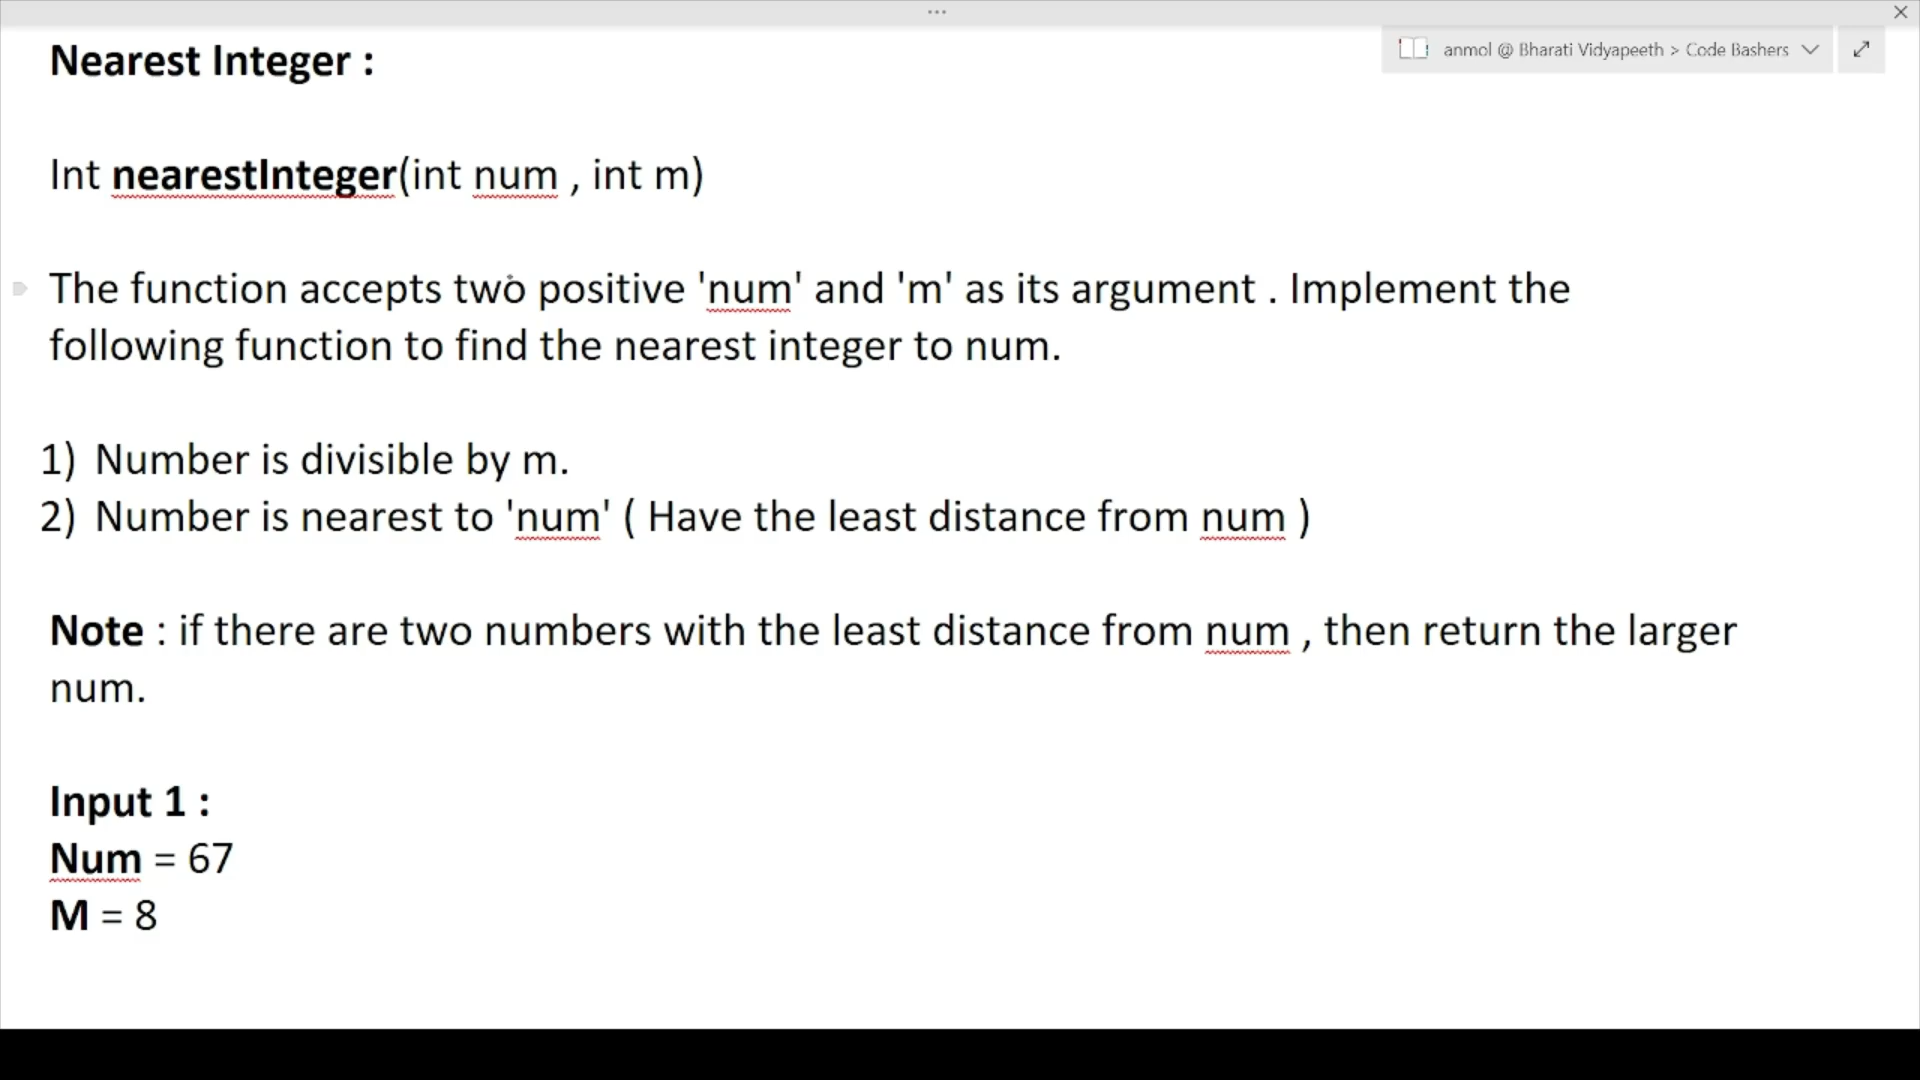 Nearest Integer :
anmol @ Bharati Vidyapeeth > Code Bashers
Int nearestInteger(int num , int m)
The function accepts two positive 'num' and 'm' as its argument . Implement the
following function to find the nearest integer to num.
1) Number is divisible by m.
2) Number is nearest to 'num' ( Have the least distance from num )
Note : if there are two numbers with the least distance from num , then return the larger
num.
Input 1 :
Num = 67
M = 8